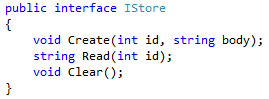 public interface IStore
{
    void Create(int id, string body);
    string Read(int id);
    void Clear();
}